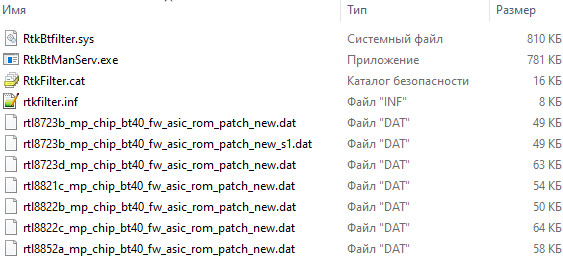 Имя Тип Размер
RtkBtfilter.sys Системный файл 810 КБ
RtkBtManServ.exe Приложение 781 КБ
RtkFilter.cat Каталог безопасности 16 КБ
rtkfilter.inf Файл "INF" 8 КБ
rtl8723b_mp_chip_bt40_fw_asic_rom_patch_new.dat Файл "DAT" 49 КБ
rtl8723b_mp_chip_bt40_fw_asic_rom_patch_new_s1.dat Файл "DAT" 49 КБ
rtl8723d_mp_chip_bt40_fw_asic_rom_patch_new.dat Файл "DAT" 63 КБ
rtl8821c_mp_chip_bt40_fw_asic_rom_patch_new.dat Файл "DAT" 54 КБ
rtl8822b_mp_chip_bt40_fw_asic_rom_patch_new.dat Файл "DAT" 50 КБ
rtl8822c_mp_chip_bt40_fw_asic_rom_patch_new.dat Файл "DAT" 64 КБ
rtl8852a_mp_chip_bt40_fw_asic_rom_patch_new.dat Файл "DAT" 58 КБ